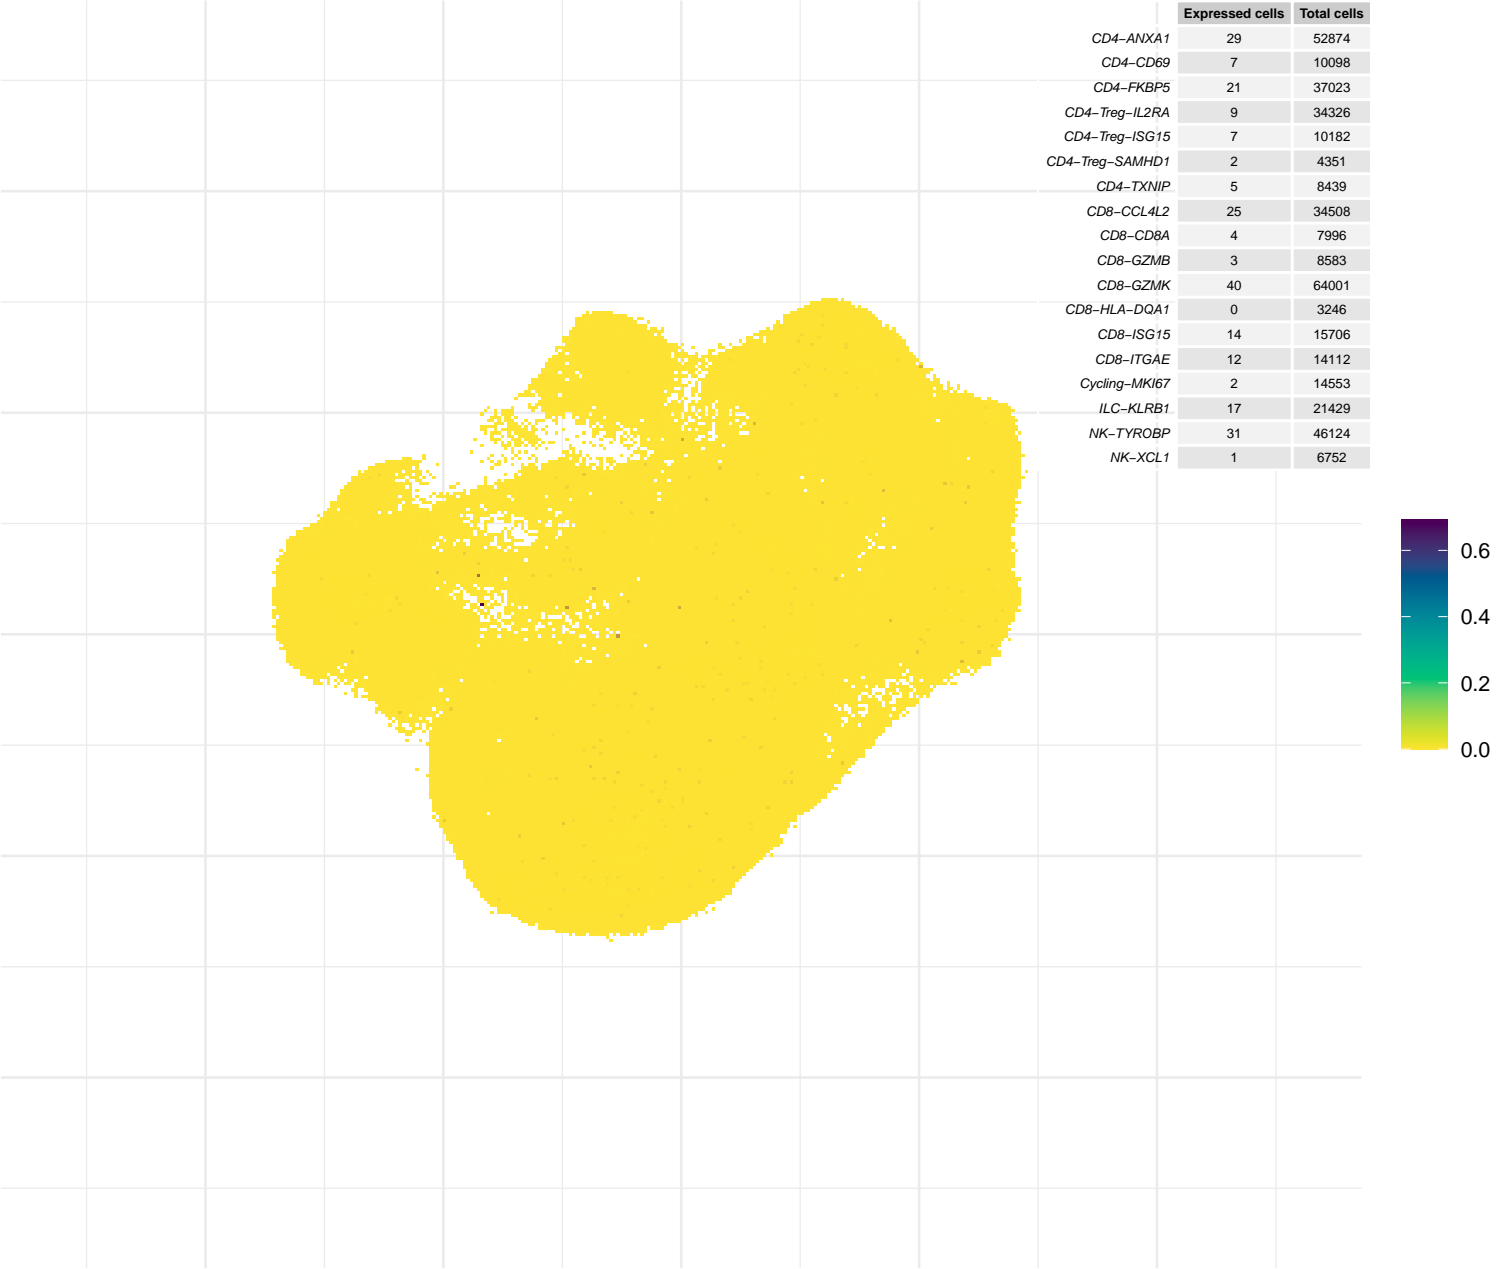 Expressed cells Total cells
CD4−ANXA1 29 52874
CD4−CD69 7 10098
CD4−FKBP5 21 37023
CD4−Treg−IL2RA 9 34326
CD4−Treg−ISG15 7 10182
CD4−Treg−SAMHD1 2 4351
CD4−TXNIP 5 8439
CD8−CCL4L2 25 34508
CD8−CD8A 4 7996
CD8−GZMB 3 8583
CD8−GZMK 40 64001
CD8−HLA−DQA1 0 3246
CD8−ISG15 14 15706
CD8−ITGAE 12 14112
Cycling−MKI67 2 14553
ILC−KLRB1 17 21429
NK−TYROBP 31 46124
NK−XCL1 1 6752
0.6
0.4
0.2
0.0